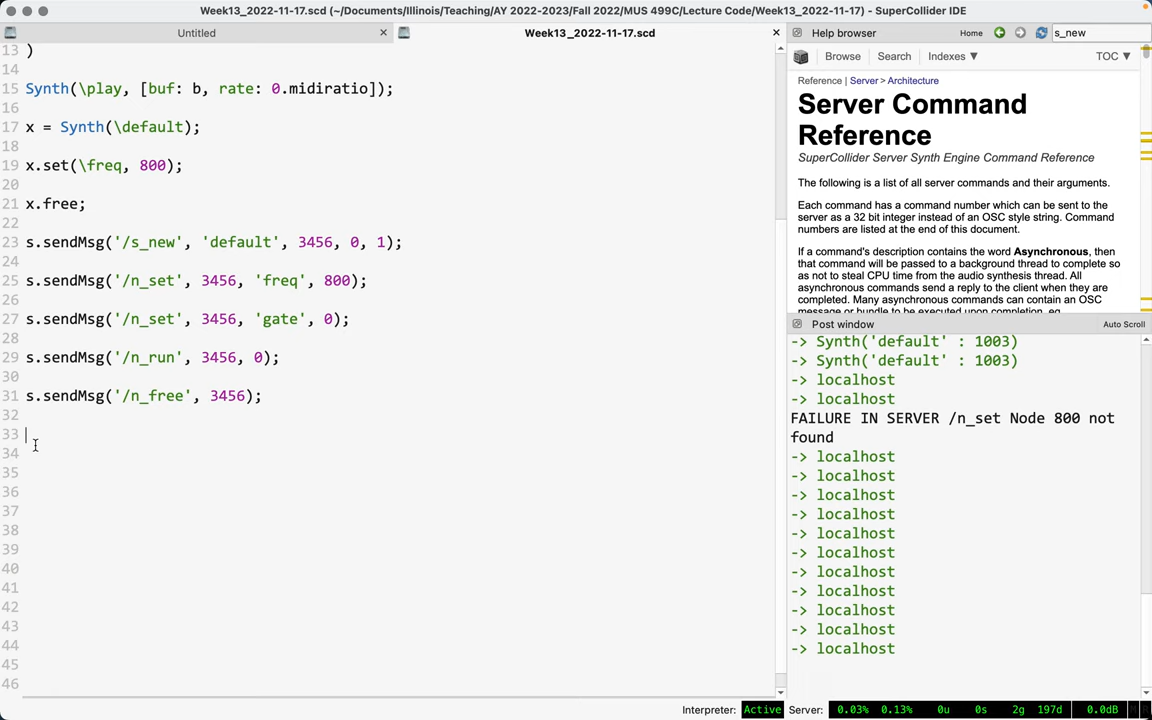 Week13_2022-11-17.scd (~/Documents/Illinois/Teaching/AY 2022-2023/Fall 2022/MUS 499C/Lecture Code/Week13_2022-11-17) - SuperCollider IDE
Untitled
Week13_2022-11-17.scd
13 )
14
15 Synth(\play, [buf: b, rate: 0.midiratio]);
16
17 x = Synth(\default);
18
19 x.set(\freq, 800);
20
21 x.free;
22
23 s.sendMsg('/s_new', 'default', 3456, 0, 1);
24
25 s.sendMsg('/n_set', 3456, 'freq', 800);
26
27 s.sendMsg('/n_set', 3456, 'gate', 0);
28
29 s.sendMsg('/n_run', 3456, 0);
30
31 s.sendMsg('/n_free', 3456);
32
33
34
35
36
37
38
39
40
41
42
43
44
45
46
Help browser Home s_new
Browse Search Indexes ▼ TOC ▼
Reference | Server > Architecture
Server Command
Reference
SuperCollider Server Synth Engine Command Reference
The following is a list of all server commands and their arguments.
Each command has a command number which can be sent to the
server as a 32 bit integer instead of an OSC style string. Command
numbers are listed at the end of this document.
If a command's description contains the word Asynchronous, then
that command will be passed to a background thread to complete so
as not to steal CPU time from the audio synthesis thread. All
asynchronous commands send a reply to the client when they are
completed. Many asynchronous commands can contain an OSC
message or bundle to be executed upon completion, eg.
Post window Auto Scroll
-> Synth('default' : 1003)
-> Synth('default' : 1003)
-> localhost
-> localhost
FAILURE IN SERVER /n_set Node 800 not
found
-> localhost
-> localhost
-> localhost
-> localhost
-> localhost
-> localhost
-> localhost
-> localhost
-> localhost
-> localhost
-> localhost
Interpreter: Active Server: 0.03% 0.13% 0u 0s 2g 197d 0.0dB